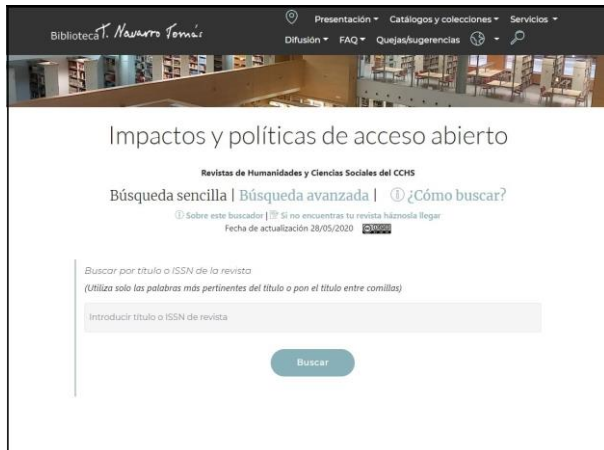 Biblioteca T. Navarro Tomás
Presentación Catálogos y colecciones Servicios
Difusión FAQ Quejas/sugerencias
Impactos y políticas de acceso abierto
Revistas de Humanidades y Ciencias Sociales del CCHS
Búsqueda sencilla | Búsqueda avanzada | ¿Cómo buscar?
Sobre este buscador | Si no encuentras tu revista háznosla llegar
Fecha de actualización 28/05/2020
Buscar por título o ISSN de la revista
(Utiliza solo las palabras más pertinentes del título o pon el título entre comillas)
Introducir título o ISSN de revista
Buscar